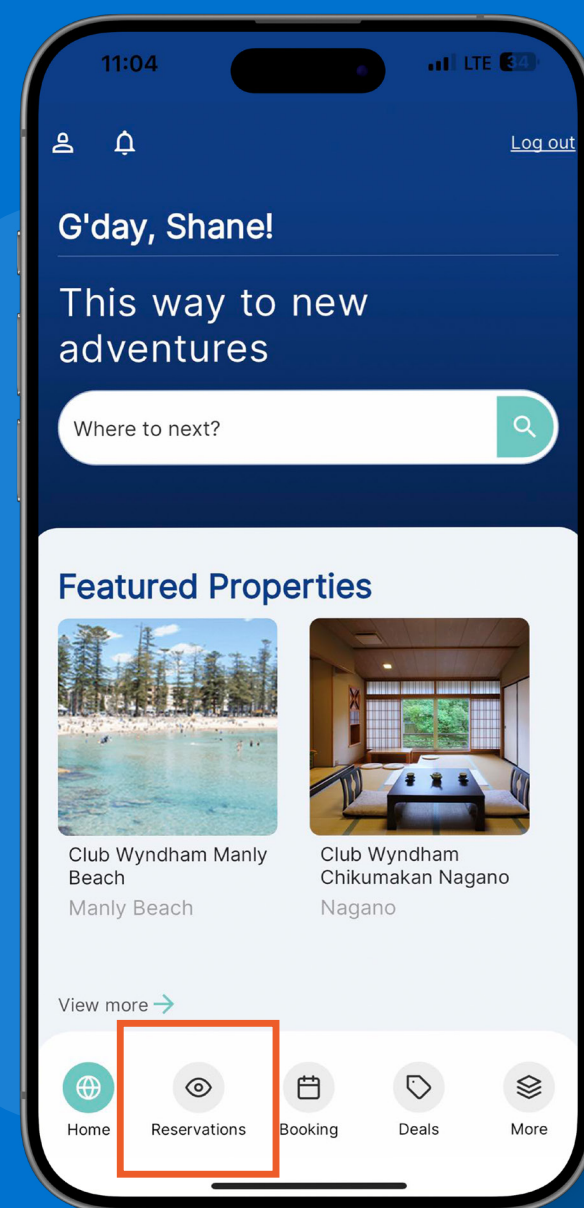 11:04
LTE 34
Log out
G'day, Shane!
This way to new
adventures
Where to next?
Featured Properties
Club Wyndham Manly
Beach
Manly Beach
Club Wyndham
Chikumakan Nagano
Nagano
View more
Home
Reservations
Booking
Deals
More